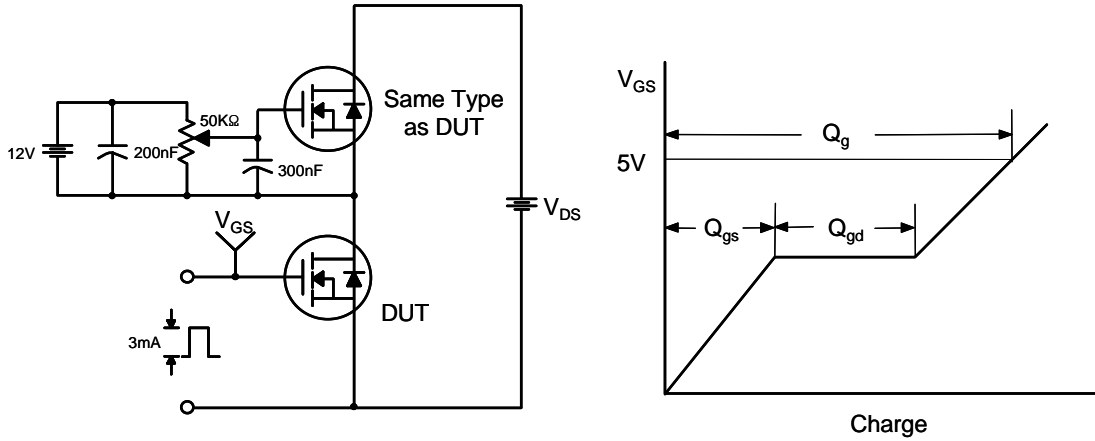 12V
200nF
50KΩ
300nF
Same Type
as DUT
V_GS
DUT
3mA
V_DS
V_GS
5V
Q_g
Q_gs
Q_gd
Charge